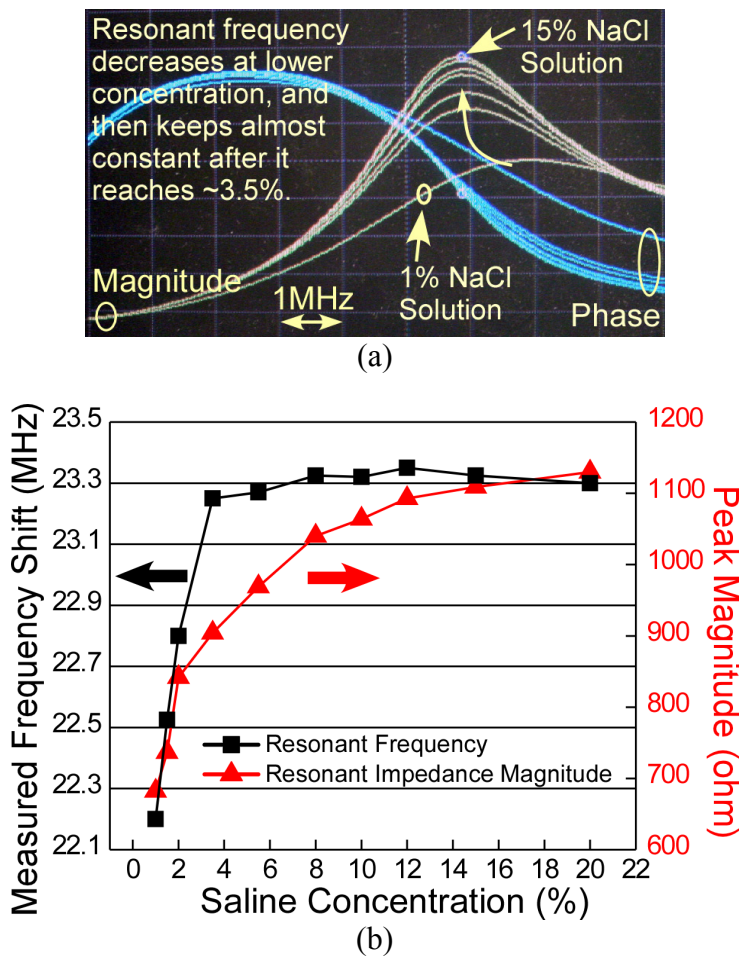 Resonant frequency
decreases at lower
concentration, and
then keeps almost
constant after it
reaches ~3.5%.
15% NaCl
Solution
Magnitude
1MHz
1% NaCl
Solution
Phase
(a)
Measured Frequency Shift (MHz)
23.5
23.3
23.1
22.9
22.7
22.5
22.3
22.1
1200
1100
1000
900
800
700
600
Peak Magnitude (ohm)
Resonant Frequency
Resonant Impedance Magnitude
0 2 4 6 8 10 12 14 16 18 20 22
Saline Concentration (%)
(b)